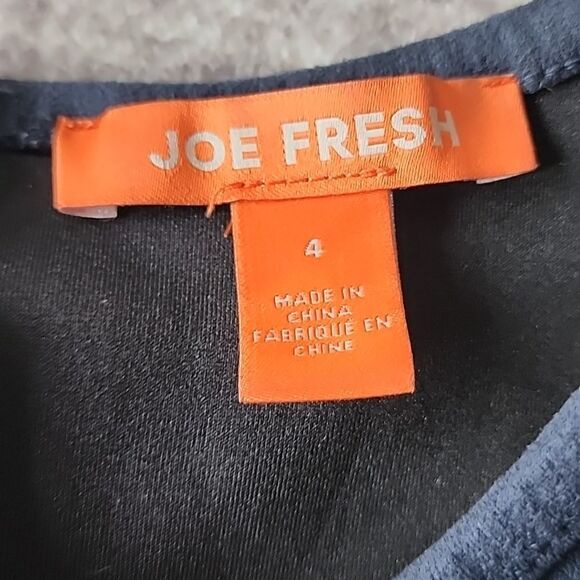 JOE FRESH
4
MADE IN
CHINA
FABRIQUÉ EN
CHINE